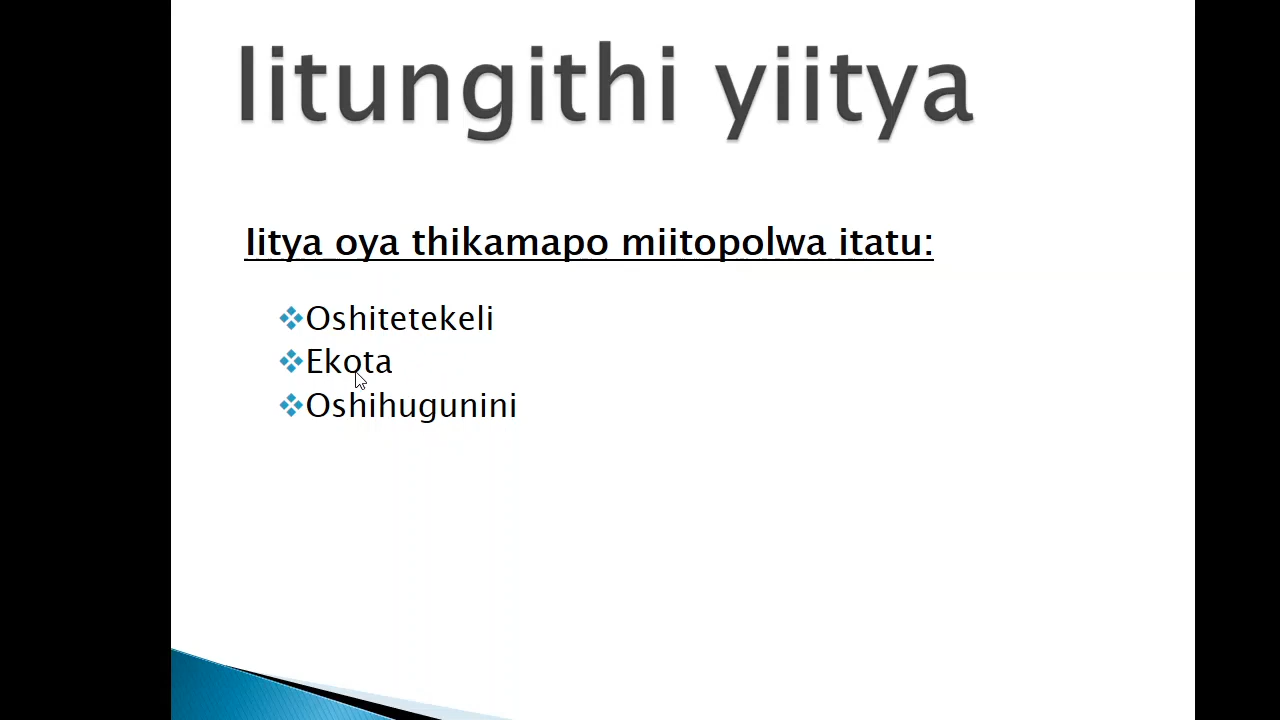 Iitungithi yiitya
Iitya oya thikamapo miitopolwa itatu:
Oshitetekeli
Ekota
Oshihugunini